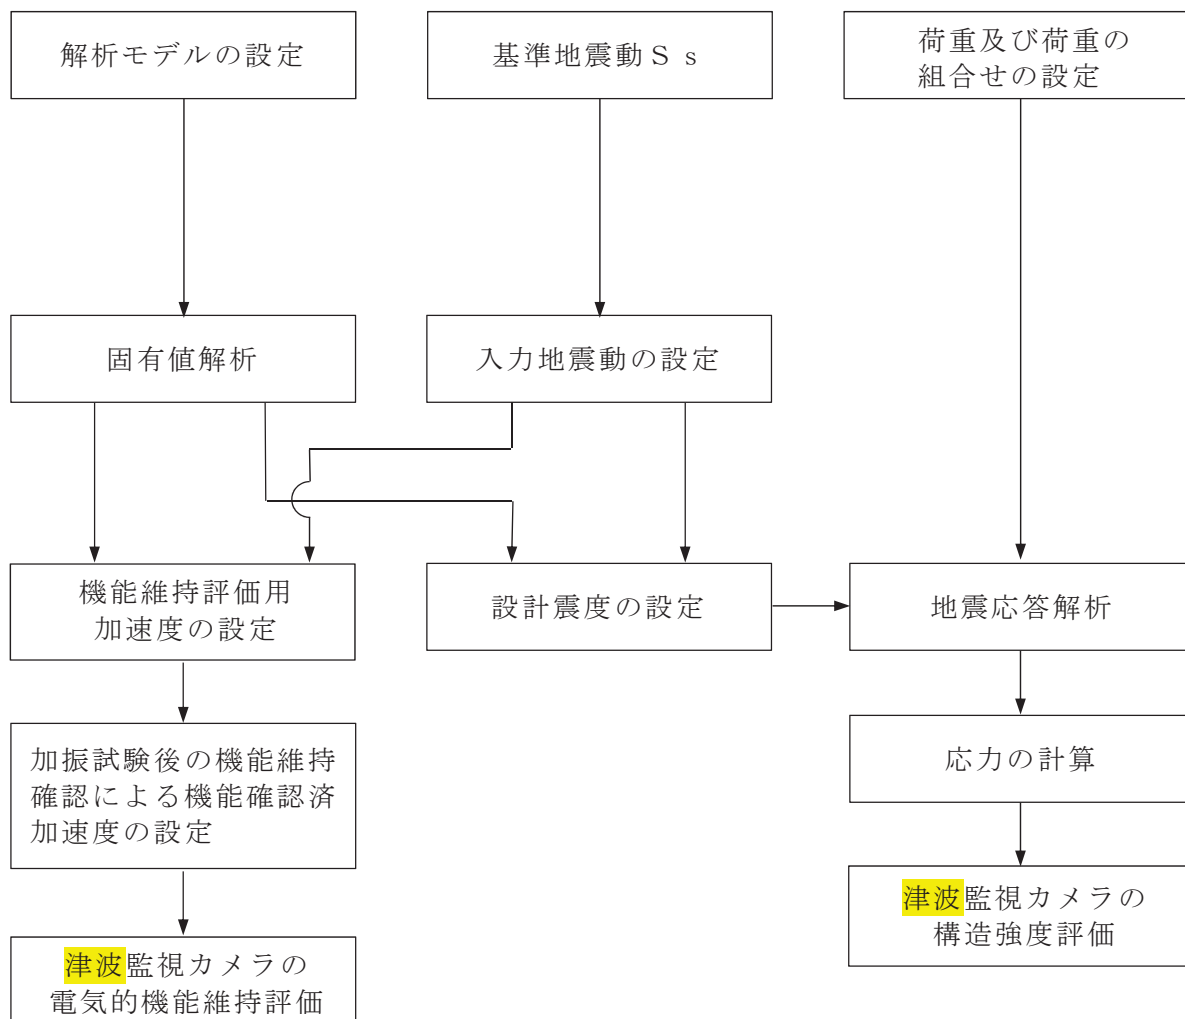 解析モデルの設定
基準地震動Ｓｓ
荷重及び荷重の
組合せの設定
固有値解析
入力地震動の設定
機能維持評価用
加速度の設定
設計震度の設定
地震応答解析
加振試験後の機能維持
確認による機能確認済
加速度の設定
応力の計算
津波監視カメラの
構造強度評価
津波監視カメラの
電気的機能維持評価